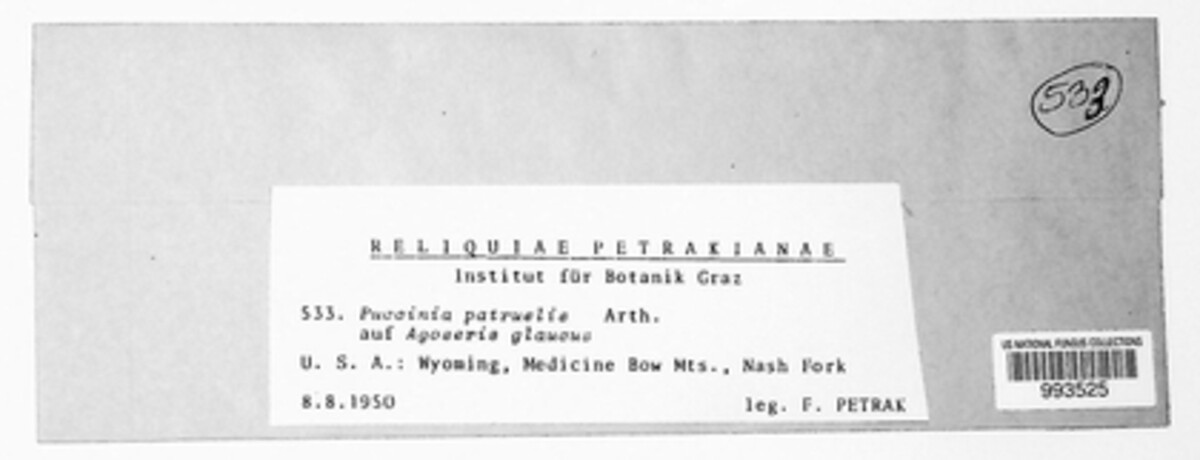 533
RELIQUIAE PETRAKIANAE
Institut für Botanik Graz
533. Puccinia patruelis Arth.
auf Agoseris glauous
U. S. A.: Wyoming, Medicine Bow Mts., Nash Fork
8.8.1950 leg. F. PETRAK
US NATIONAL FUNGUS COLLECTIONS
993525